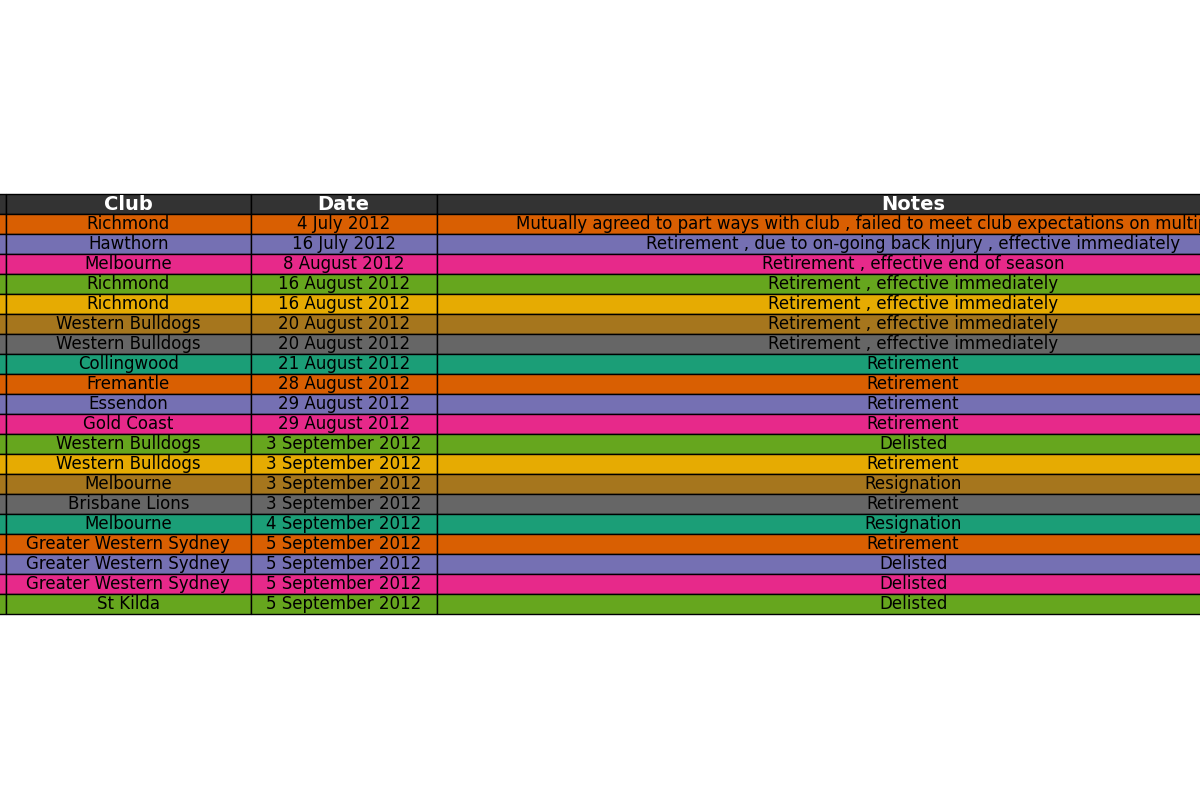 Club Date Notes
Richmond 4 July 2012 Mutually agreed to part ways with club , failed to meet club expectations on
Hawthorn 16 July 2012 Retirement , due to on-going back injury , effective immediately
Melbourne 8 August 2012 Retirement , effective end of season
Richmond 16 August 2012 Retirement , effective immediately
Richmond 16 August 2012 Retirement , effective immediately
Western Bulldogs 20 August 2012 Retirement , effective immediately
Western Bulldogs 20 August 2012 Retirement , effective immediately
Collingwood 21 August 2012 Retirement
Fremantle 28 August 2012 Retirement
Essendon 29 August 2012 Retirement
Gold Coast 29 August 2012 Retirement
Western Bulldogs 3 September 2012 Delisted
Western Bulldogs 3 September 2012 Retirement
Melbourne 3 September 2012 Resignation
Brisbane Lions 3 September 2012 Retirement
Melbourne 4 September 2012 Resignation
Greater Western Sydney 5 September 2012 Retirement
Greater Western Sydney 5 September 2012 Delisted
Greater Western Sydney 5 September 2012 Delisted
St Kilda 5 September 2012 Delisted